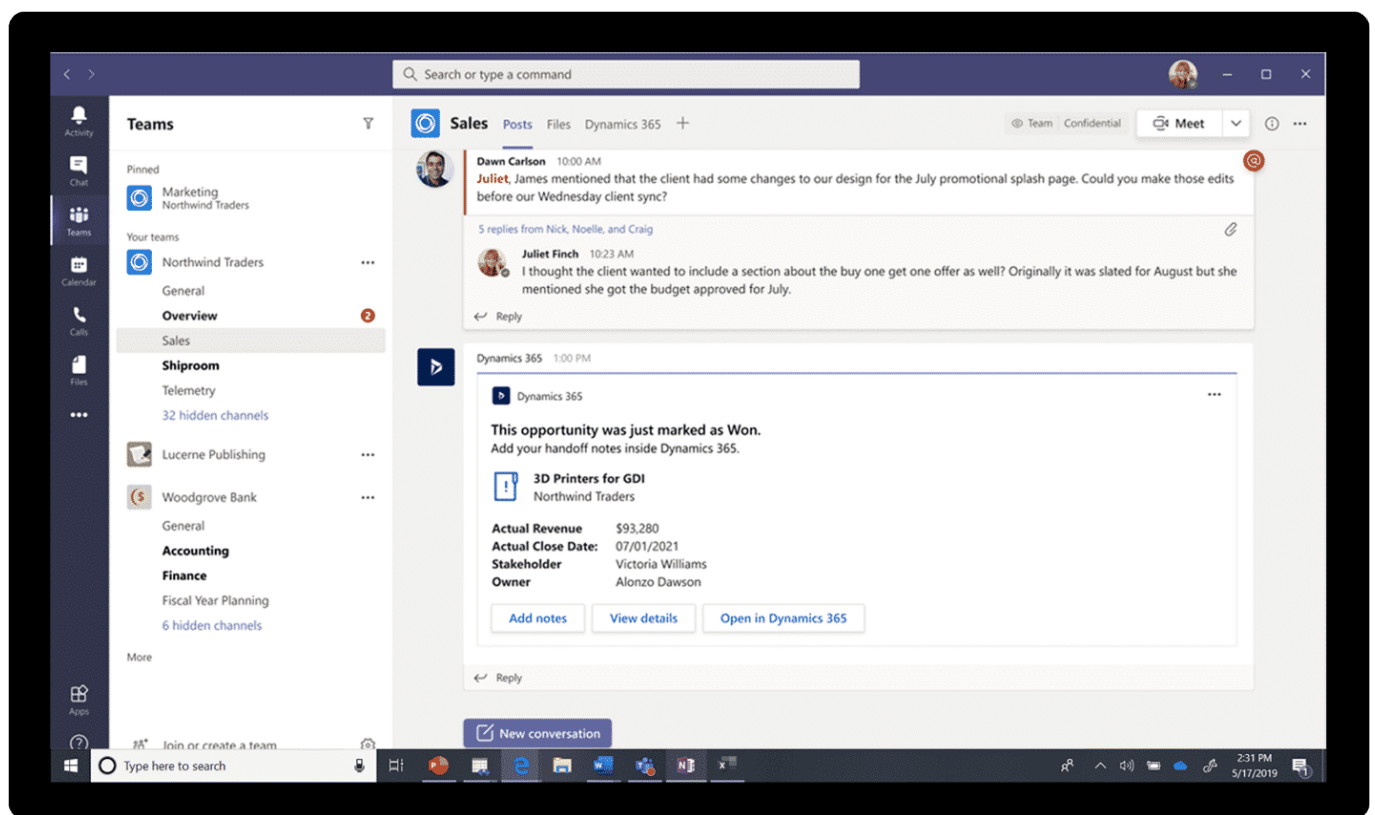 Search or type a command
Activity
Chat
Teams
Calendar
Calls
Files
Apps
Teams
Pinned
Marketing
Northwind Traders
Your teams
Northwind Traders
General
Overview 2
Sales
Shiproom
Telemetry
32 hidden channels
Lucerne Publishing
Woodgrove Bank
General
Accounting
Finance
Fiscal Year Planning
6 hidden channels
More
Join or create a team
Sales Posts Files Dynamics 365
Team Confidential Meet
Dawn Carlson 10:00 AM
Juliet, James mentioned that the client had some changes to our design for the July promotional splash page. Could you make those edits
before our Wednesday client sync?
5 replies from Nick, Noelle, and Craig
Juliet Finch 10:23 AM
I thought the client wanted to include a section about the buy one get one offer as well? Originally it was slated for August but she
mentioned she got the budget approved for July.
Reply
Dynamics 365 1:00 PM
Dynamics 365
This opportunity was just marked as Won.
Add your handoff notes inside Dynamics 365.
3D Printers for GDI
Northwind Traders
Actual Revenue $93,280
Actual Close Date: 07/01/2021
Stakeholder Victoria Williams
Owner Alonzo Dawson
Add notes View details Open in Dynamics 365
Reply
New conversation
Type here to search
2:31 PM
5/17/2019
1